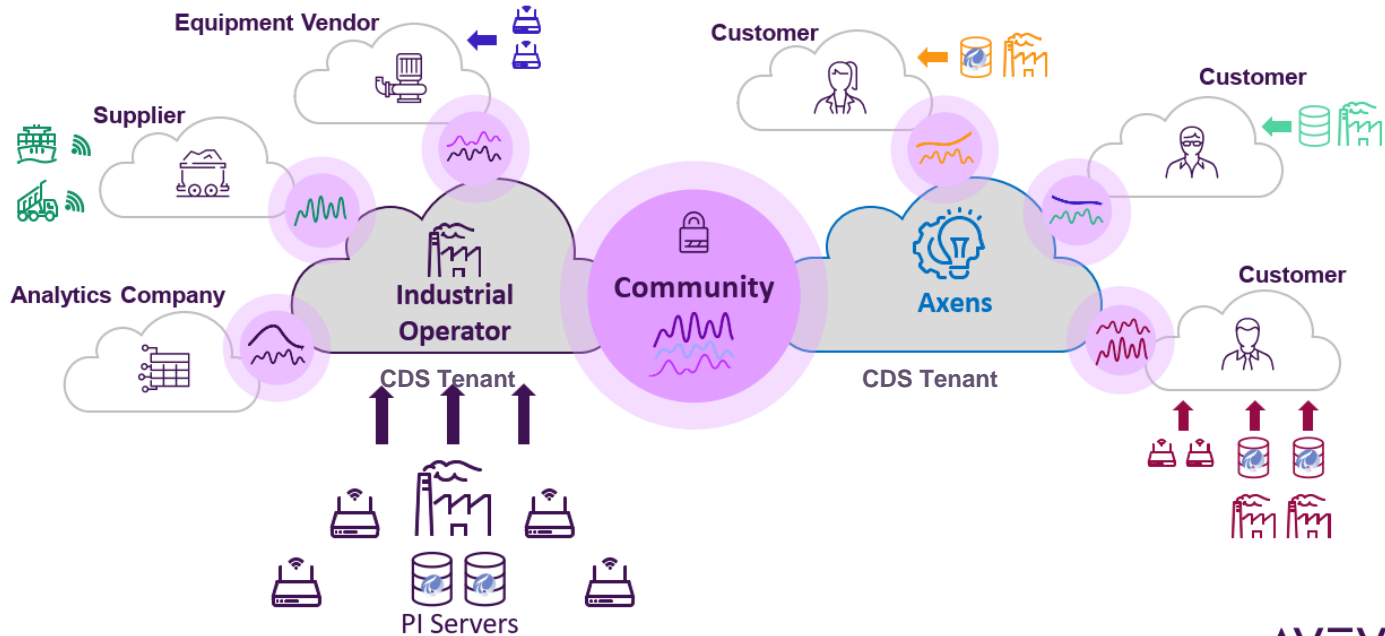 Equipment Vendor
Customer
Customer
Supplier
Analytics Company
Industrial
Operator
Community
Axens
Customer
CDS Tenant
CDS Tenant
PI Servers